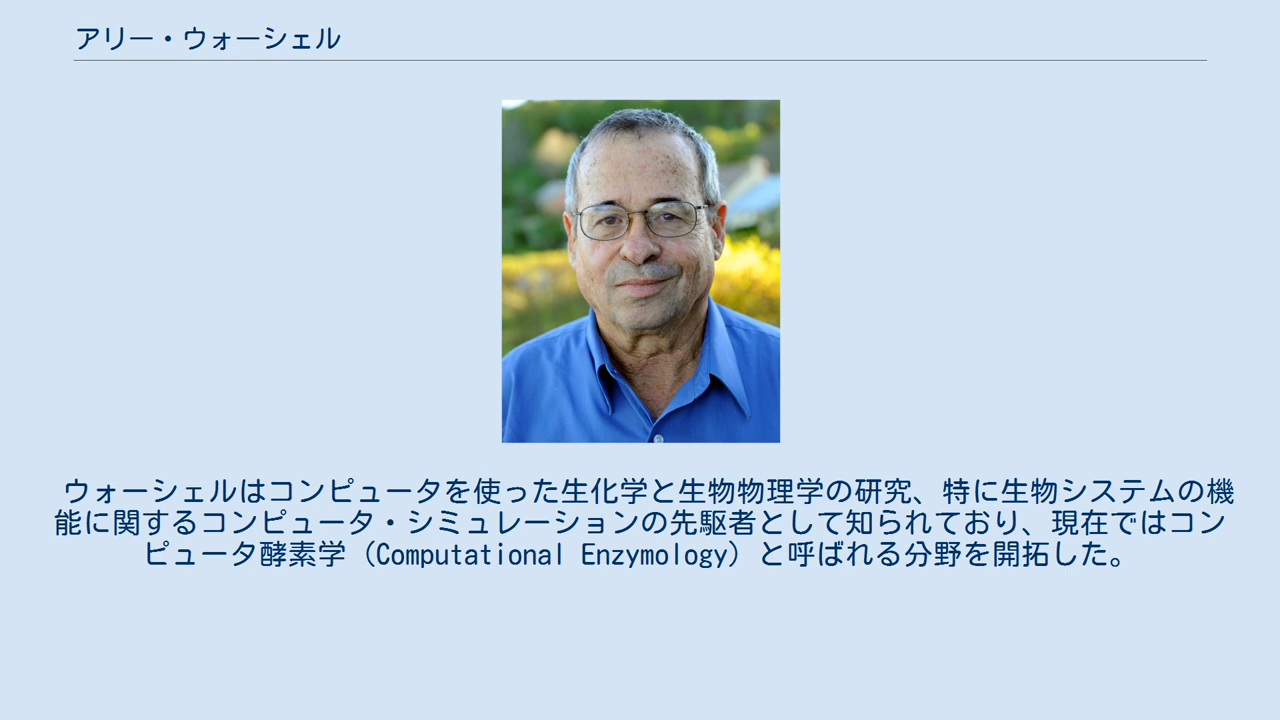 アリー・ウォーシェル
ウォーシェルはコンピュータを使った生化学と生物物理学の研究、特に生物システムの機
能に関するコンピュータ・シミュレーションの先駆者として知られており、現在ではコン
ピュータ酵素学（Computational Enzymology）と呼ばれる分野を開拓した。